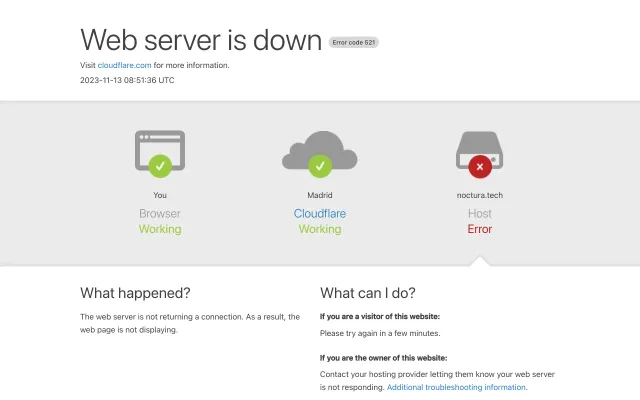 Web server is down Error code 521
Visit cloudflare.com for more information.
2023-11-13 08:51:36 UTC
You
Browser
Working
Madrid
Cloudflare
Working
noctura.tech
Host
Error
What happened?
The web server is not returning a connection. As a result, the
web page is not displaying.
What can I do?
If you are a visitor of this website:
Please try again in a few minutes.
If you are the owner of this website:
Contact your hosting provider letting them know your web server
is not responding. Additional troubleshooting information.